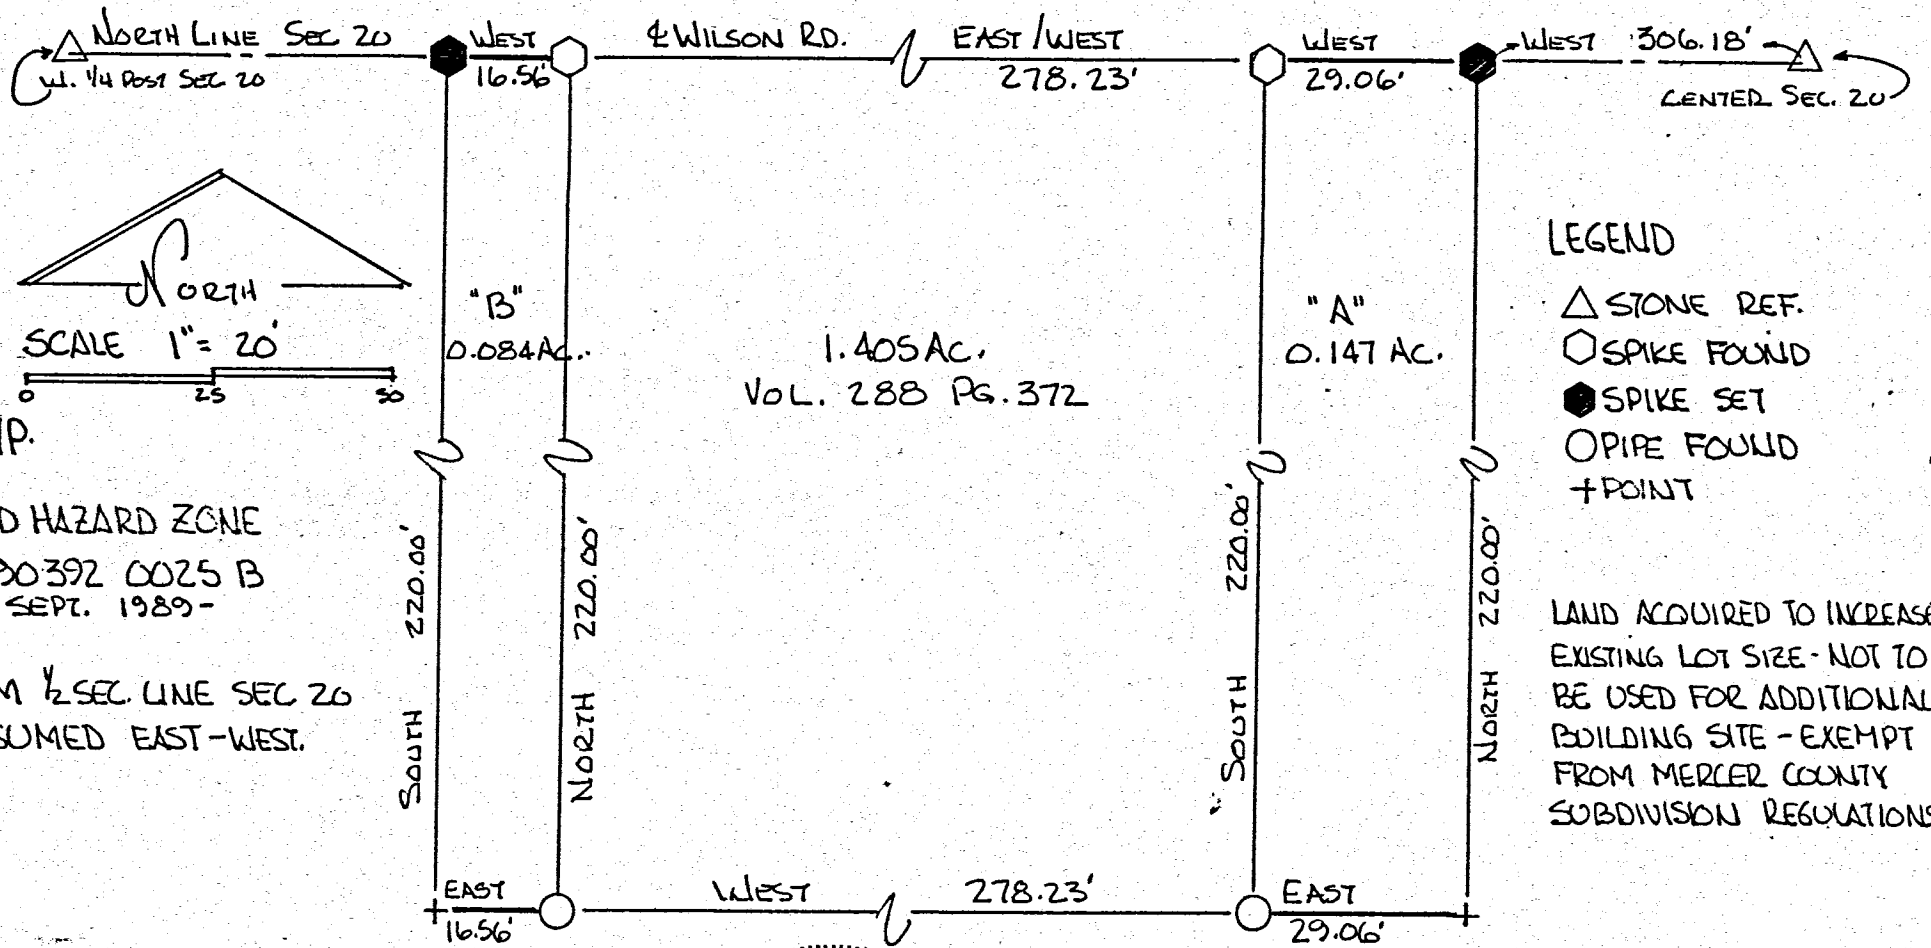 NORTH LINE SEC 20
W. 1/4 POST SEC 20
WEST
16.56'
℄ WILSON RD.
EAST/WEST
278.23'
WEST
29.06'
WEST 306.18'
CENTER SEC. 20
NORTH
SCALE 1"= 20'
0 25 50
"B"
0.084 AC.
1.405 AC.
VOL. 288 PG. 372
"A"
0.147 AC.
LEGEND
△ STONE REF.
⬡ SPIKE FOUND
⬢ SPIKE SET
○ PIPE FOUND
+ POINT
P.
D HAZARD ZONE
30392 0025 B
SEPT. 1989-
M 1/2 SEC. LINE SEC 20
SUMED EAST-WEST.
SOUTH 220.00'
NORTH 220.00'
SOUTH 220.00'
NORTH 220.00'
LAND ACQUIRED TO INCREASE
EXISTING LOT SIZE - NOT TO
BE USED FOR ADDITIONAL
BUILDING SITE - EXEMPT
FROM MERCER COUNTY
SUBDIVISION REGULATIONS
EAST
16.56'
WEST 278.23'
EAST
29.06'